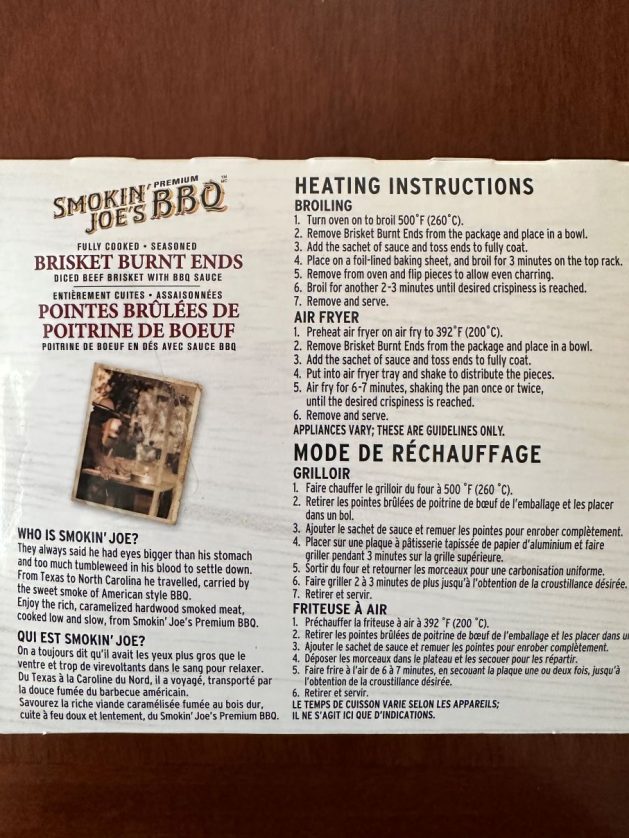 PREMIUM
SMOKIN' JOE'S BBQ
TM
MC
FULLY COOKED • SEASONED
BRISKET BURNT ENDS
DICED BEEF BRISKET WITH BBQ SAUCE
ENTIÈREMENT CUITES • ASSAISONNÉES
POINTES BRÛLÉES DE
POITRINE DE BOEUF
POITRINE DE BOEUF EN DÉS AVEC SAUCE BBQ
WHO IS SMOKIN' JOE?
They always said he had eyes bigger than his stomach
and too much tumbleweed in his blood to settle down.
From Texas to North Carolina he travelled, carried by
the sweet smoke of American style BBQ.
Enjoy the rich, caramelized hardwood smoked meat,
cooked low and slow, from Smokin' Joe's Premium BBQ.
QUI EST SMOKIN' JOE?
On a toujours dit qu'il avait les yeux plus gros que le
ventre et trop de virevoltants dans le sang pour relaxer.
Du Texas à la Caroline du Nord, il a voyagé, transporté par
la douce fumée du barbecue américain.
Savourez la riche viande caramélisée fumée au bois dur,
cuite à feu doux et lentement, du Smokin' Joe's Premium BBQ.
HEATING INSTRUCTIONS
BROILING
1. Turn oven on to broil 500°F (260°C).
2. Remove Brisket Burnt Ends from the package and place in a bowl.
3. Add the sachet of sauce and toss ends to fully coat.
4. Place on a foil-lined baking sheet, and broil for 3 minutes on the top rack.
5. Remove from oven and flip pieces to allow even charring.
6. Broil for another 2-3 minutes until desired crispiness is reached.
7. Remove and serve.
AIR FRYER
1. Preheat air fryer on air fry to 392°F (200°C).
2. Remove Brisket Burnt Ends from the package and place in a bowl.
3. Add the sachet of sauce and toss ends to fully coat.
4. Put into air fryer tray and shake to distribute the pieces.
5. Air fry for 6-7 minutes, shaking the pan once or twice,
until the desired crispiness is reached.
6. Remove and serve.
APPLIANCES VARY; THESE ARE GUIDELINES ONLY.
MODE DE RÉCHAUFFAGE
GRILLOIR
1. Faire chauffer le grilloir du four à 500 °F (260 °C).
2. Retirer les pointes brûlées de poitrine de bœuf de l'emballage et les placer
dans un bol.
3. Ajouter le sachet de sauce et remuer les pointes pour enrober complètement.
4. Placer sur une plaque à pâtisserie tapissée de papier d'aluminium et faire
griller pendant 3 minutes sur la grille supérieure.
5. Sortir du four et retourner les morceaux pour une carbonisation uniforme.
6. Faire griller 2 à 3 minutes de plus jusqu'à l'obtention de la croustillance désirée.
7. Retirer et servir.
FRITEUSE À AIR
1. Préchauffer la friteuse à air à 392 °F (200 °C).
2. Retirer les pointes brûlées de poitrine de bœuf de l'emballage et les placer dans u
3. Ajouter le sachet de sauce et remuer les pointes pour enrober complètement.
4. Déposer les morceaux dans le plateau et les secouer pour les répartir.
5. Faire frire à l'air de 6 à 7 minutes, en secouant la plaque une ou deux fois, jusqu'à
l'obtention de la croustillance désirée.
6. Retirer et servir.
LE TEMPS DE CUISSON VARIE SELON LES APPAREILS;
IL NE S'AGIT ICI QUE D'INDICATIONS.